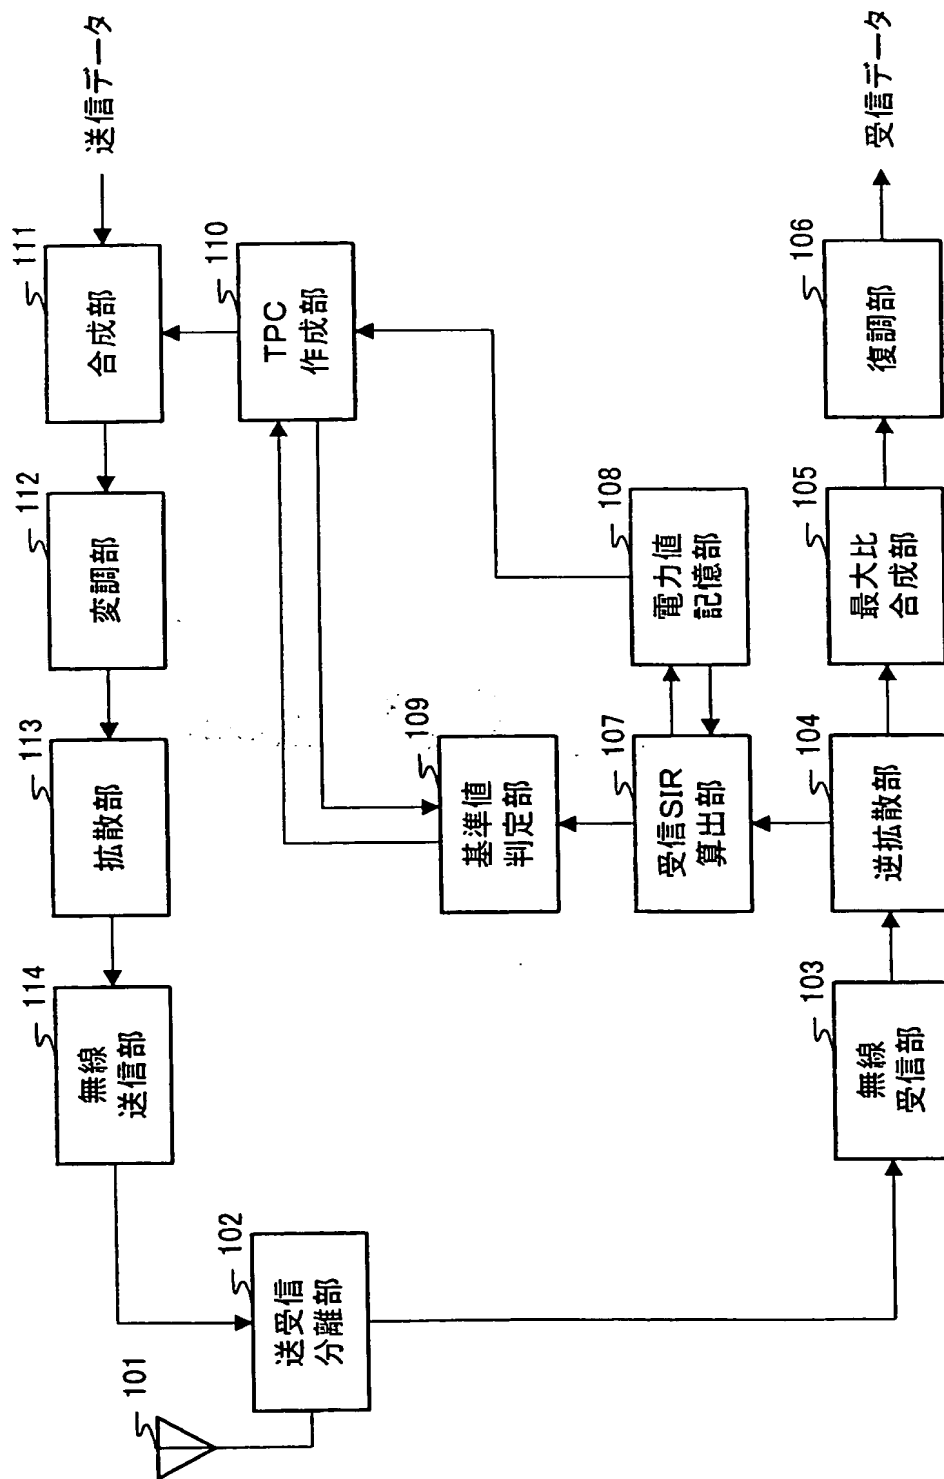 101
102
送受信
分離部
114
無線
送信部
113
拡散部
112
変調部
111
合成部
送信データ
110
TPC
作成部
109
基準値
判定部
108
電力値
記憶部
107
受信SIR
算出部
103
無線
受信部
104
逆拡散部
105
最大比
合成部
106
復調部
受信データ